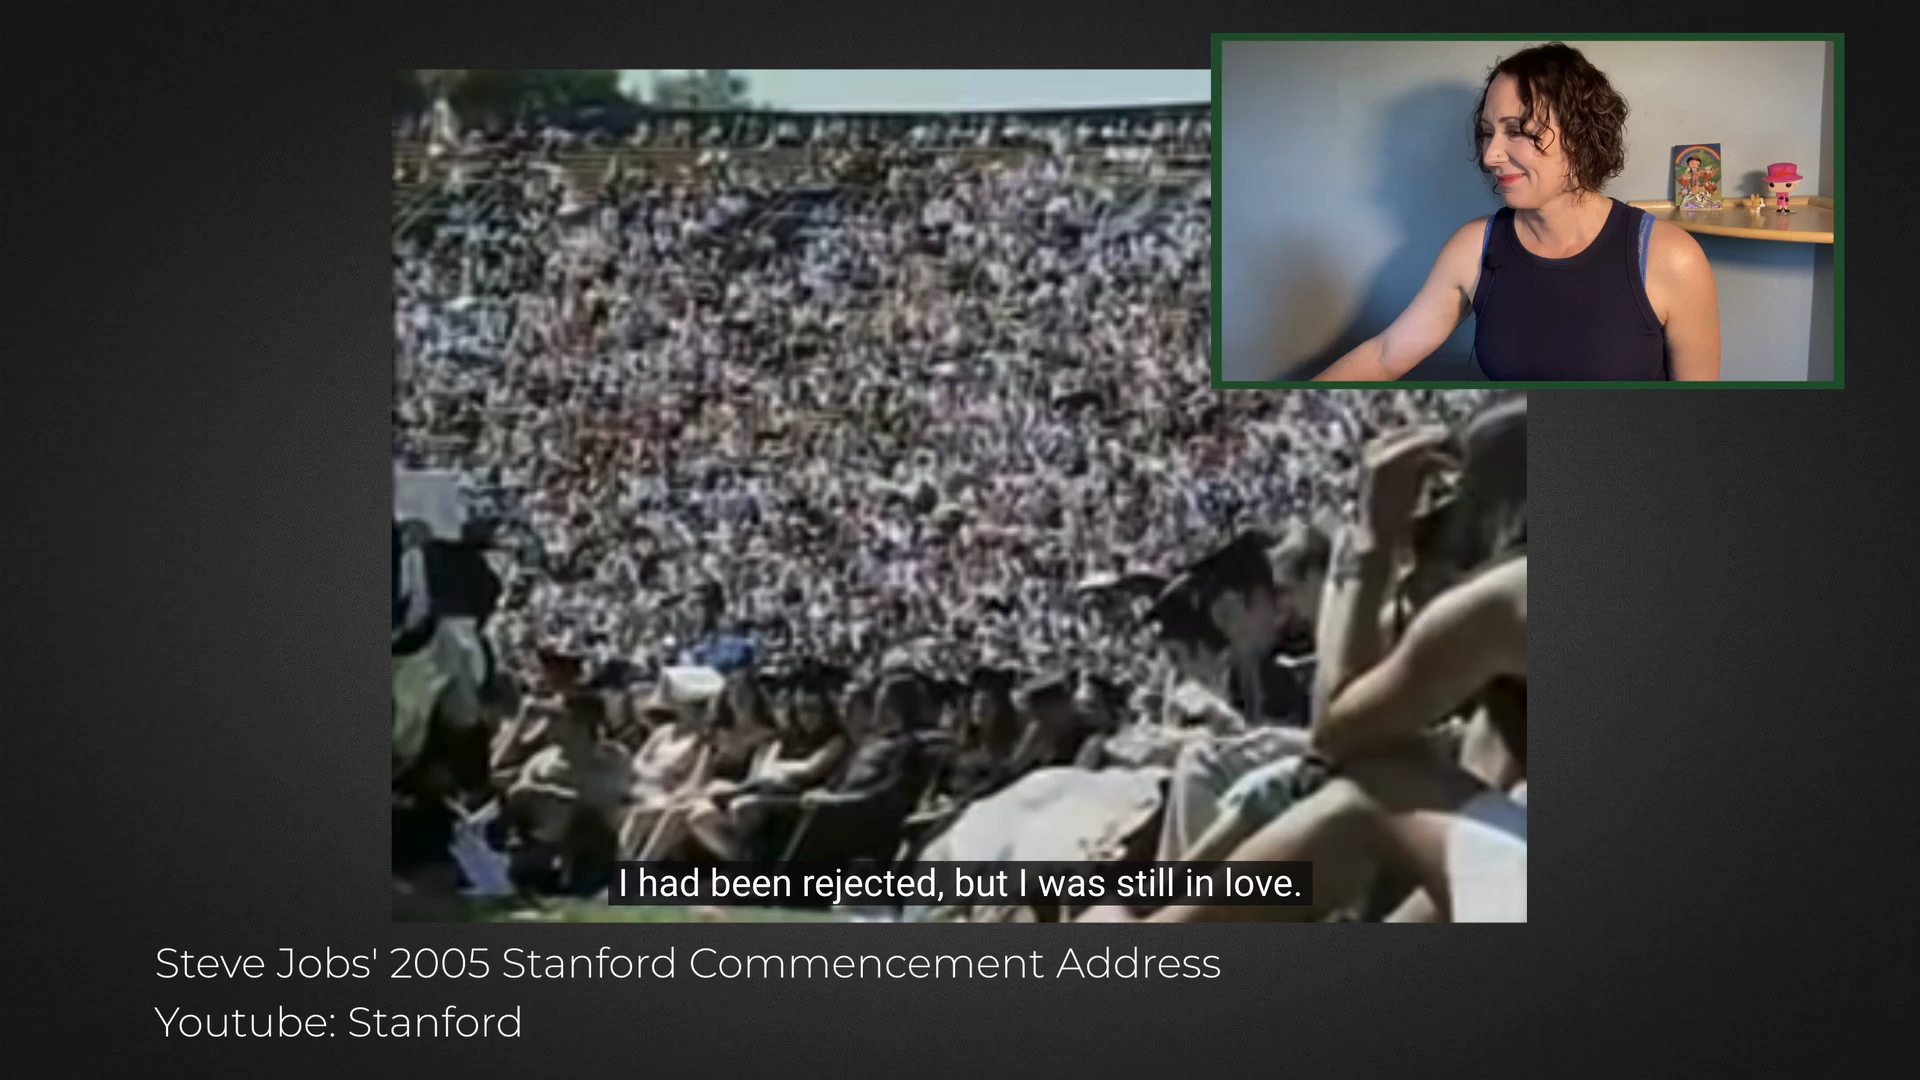 I had been rejected, but I was still in love.
Steve Jobs' 2005 Stanford Commencement Address
Youtube: Stanford